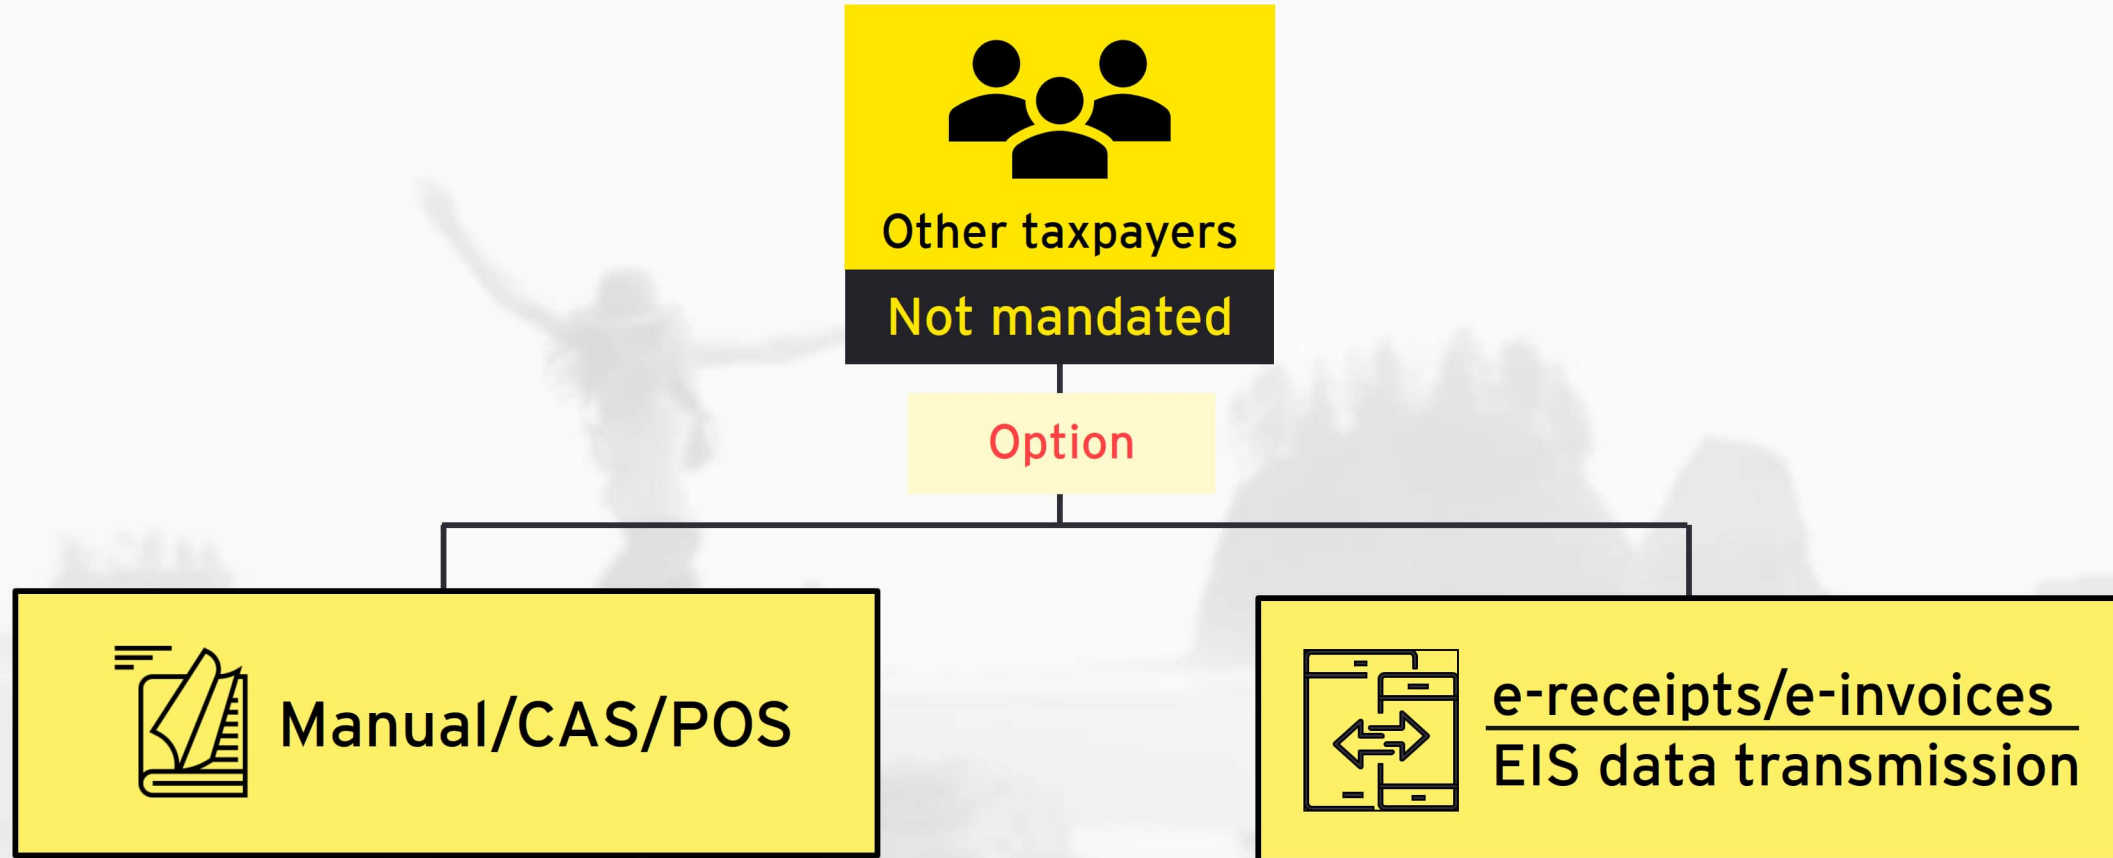 Other taxpayers
Not mandated
Option
Manual/CAS/POS
e-receipts/e-invoices
EIS data transmission